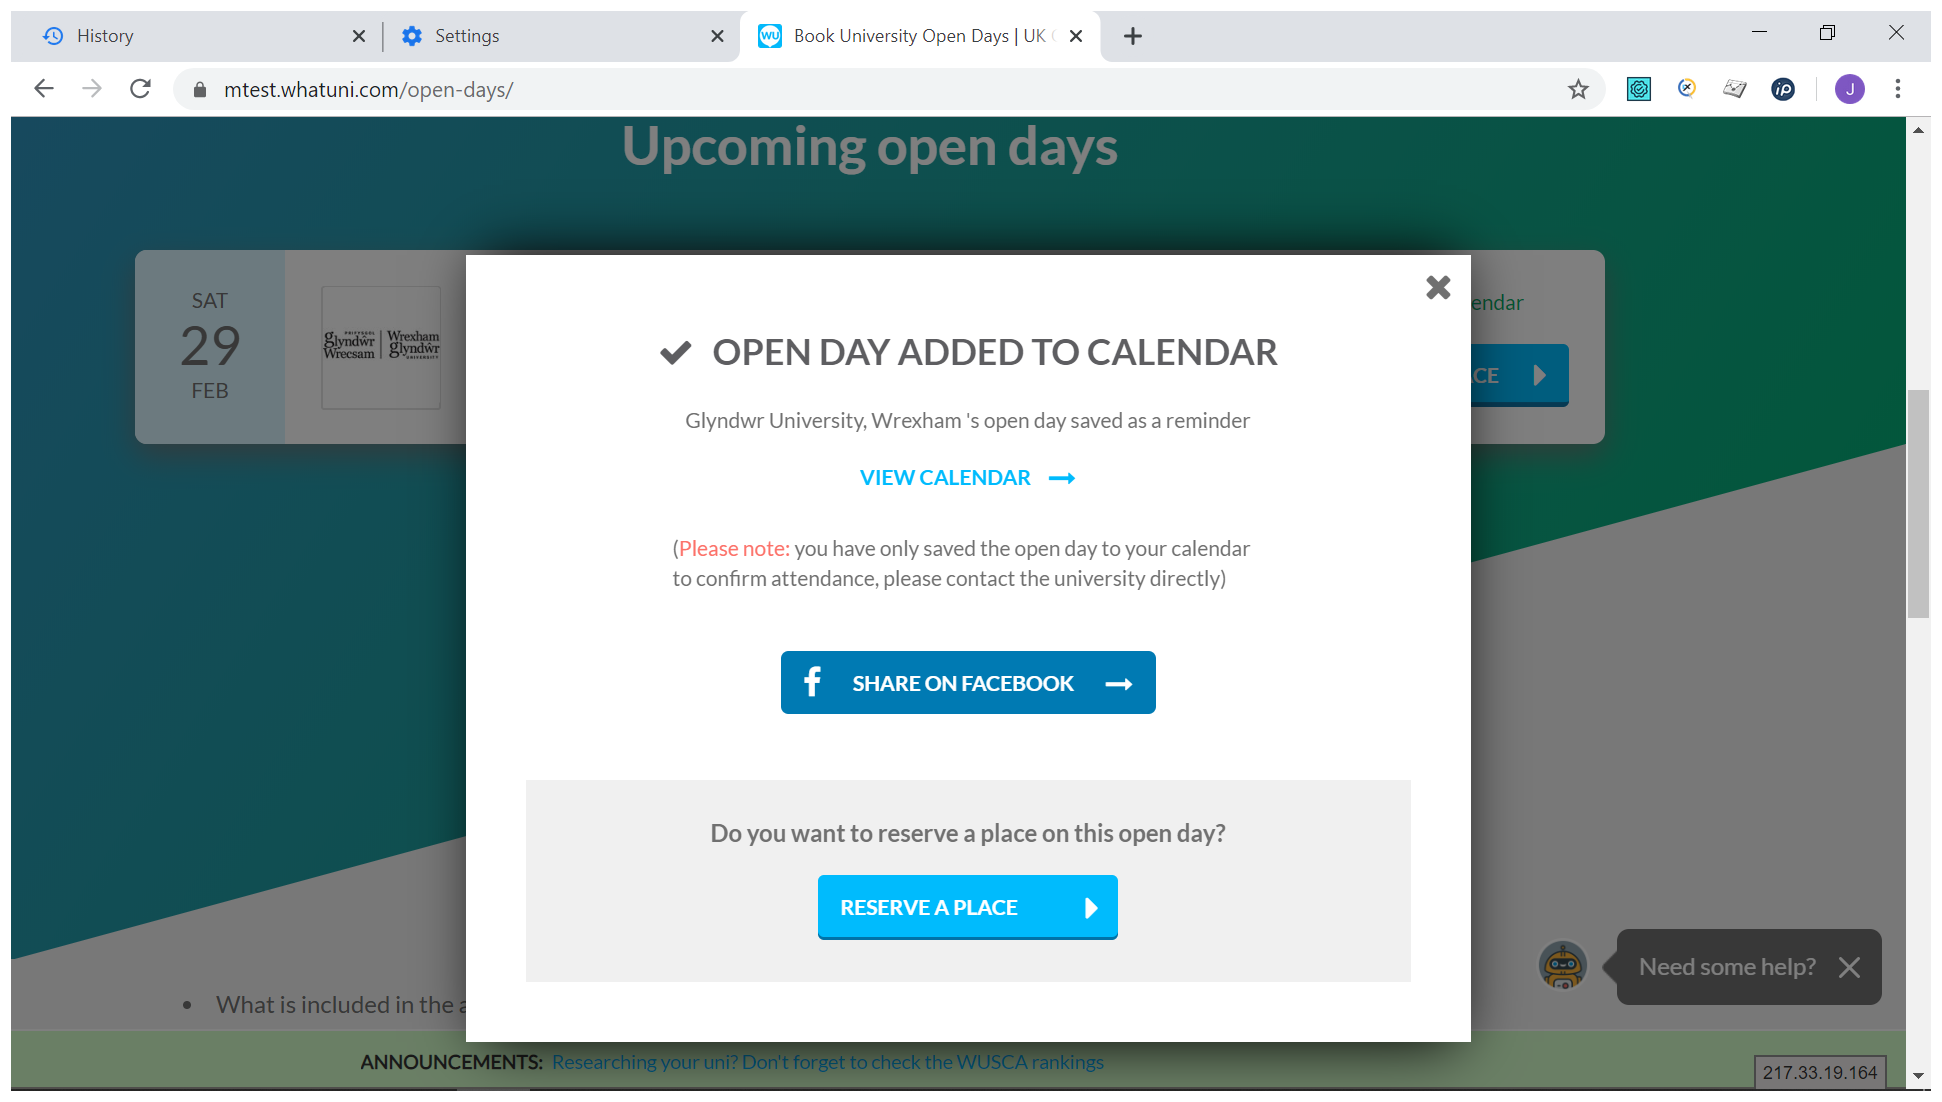 History
Settings
Book University Open Days | UK
mtest.whatuni.com/open-days/
J
Upcoming open days
SAT
29
FEB
PRIFYSGOL
glyndŵr
Wrecsam
Wrexham
glyndŵr
UNIVERSITY
endar
CE
OPEN DAY ADDED TO CALENDAR
Glyndwr University, Wrexham 's open day saved as a reminder
VIEW CALENDAR
(Please note: you have only saved the open day to your calendar
to confirm attendance, please contact the university directly)
SHARE ON FACEBOOK
Do you want to reserve a place on this open day?
RESERVE A PLACE
Need some help?
• What is included in the a
ANNOUNCEMENTS: Researching your uni? Don't forget to check the WUSCA rankings
217.33.19.164